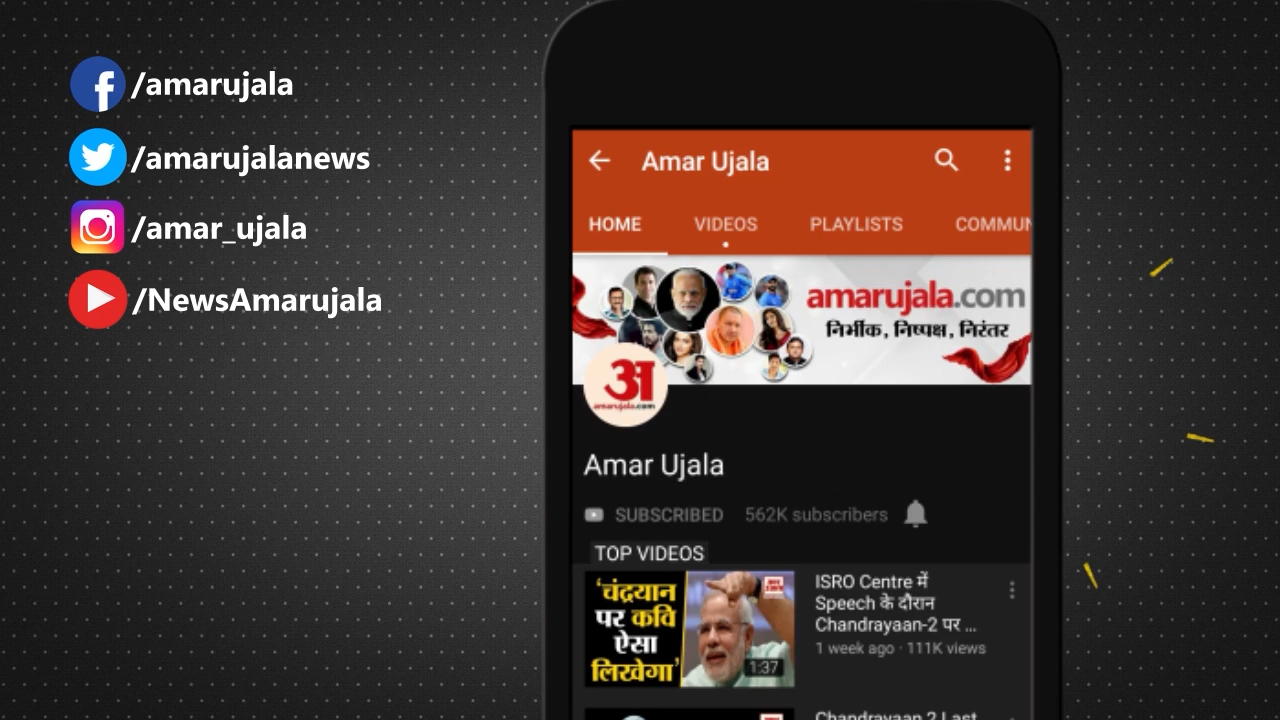 /amarujala
/amarujalanews
/amar_ujala
/NewsAmarujala
Amar Ujala
HOME VIDEOS PLAYLISTS COMMUN
amarujala.com
निर्भीक, निष्पक्ष, निरंतर
अ
amarujala.com
Amar Ujala
SUBSCRIBED 562K subscribers
TOP VIDEOS
‘चंद्रयान
पर कवि
ऐसा
लिखेगा’
1:37
ISRO Centre में
Speech के दौरान
Chandrayaan-2 पर ...
1 week ago · 111K views
Chandrayaan 2 Last